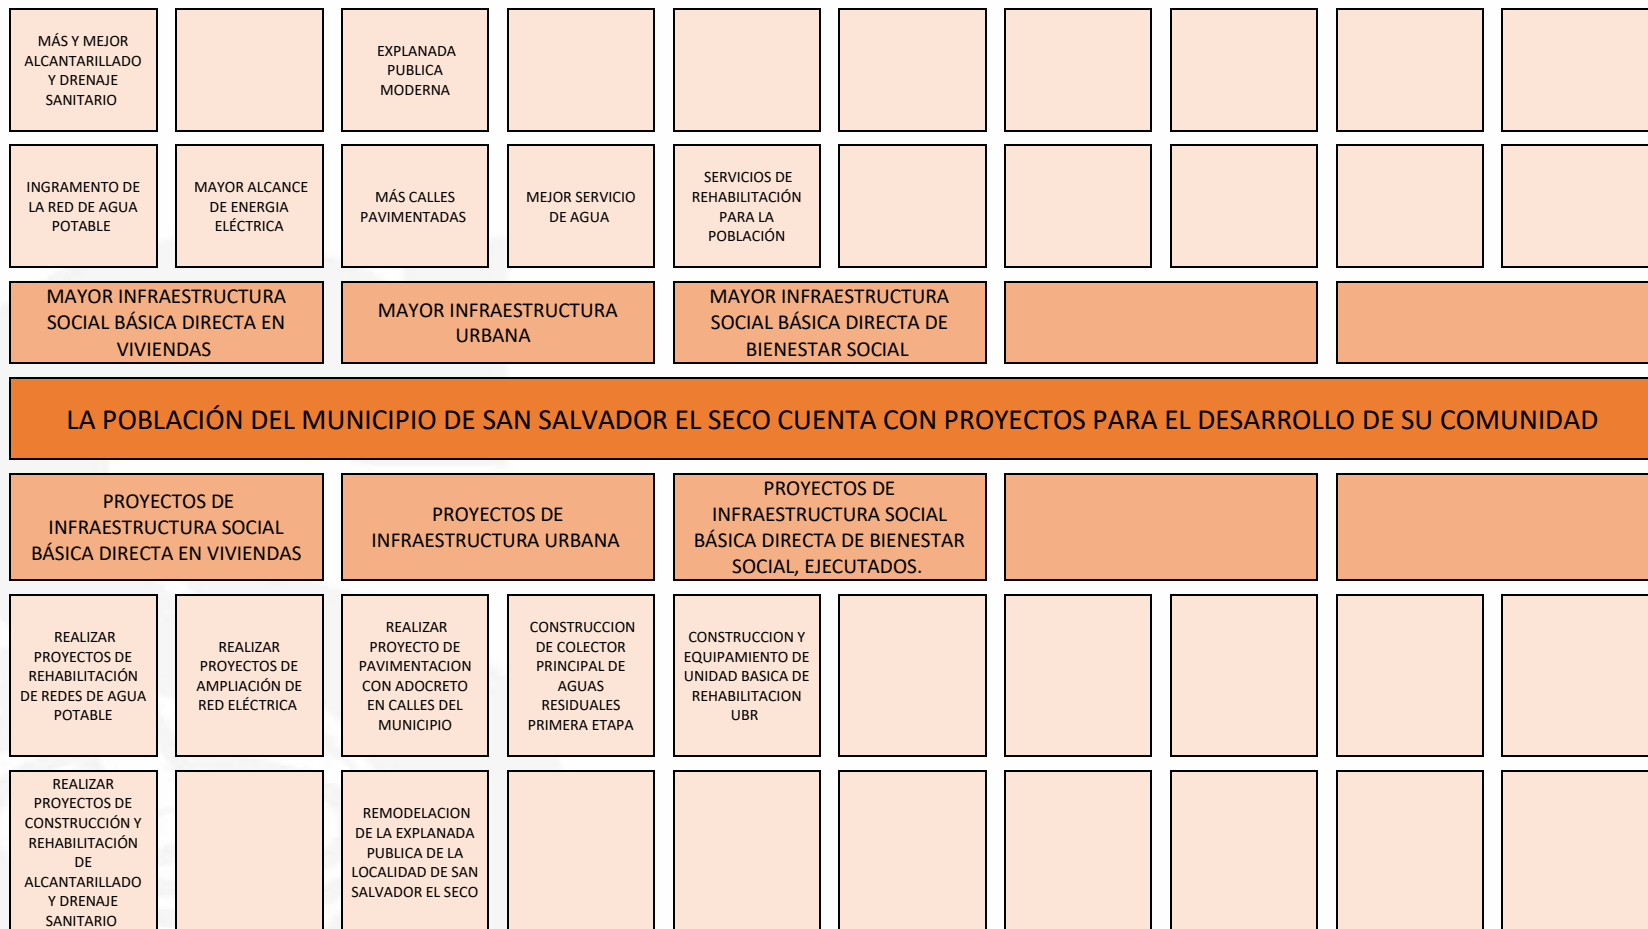 MÁS Y MEJOR
ALCANTARILLADO
Y DRENAJE
SANITARIO
EXPLANADA
PUBLICA
MODERNA
INGRAMENTO DE
LA RED DE AGUA
POTABLE
MAYOR ALCANCE
DE ENERGIA
ELÉCTRICA
MÁS CALLES
PAVIMENTADAS
MEJOR SERVICIO
DE AGUA
SERVICIOS DE
REHABILITACIÓN
PARA LA
POBLACIÓN
MAYOR INFRAESTRUCTURA
SOCIAL BÁSICA DIRECTA EN
VIVIENDAS
MAYOR INFRAESTRUCTURA
URBANA
MAYOR INFRAESTRUCTURA
SOCIAL BÁSICA DIRECTA DE
BIENESTAR SOCIAL
LA POBLACIÓN DEL MUNICIPIO DE SAN SALVADOR EL SECO CUENTA CON PROYECTOS PARA EL DESARROLLO DE SU COMUNIDAD
PROYECTOS DE
INFRAESTRUCTURA SOCIAL
BÁSICA DIRECTA EN VIVIENDAS
PROYECTOS DE
INFRAESTRUCTURA URBANA
PROYECTOS DE
INFRAESTRUCTURA SOCIAL
BÁSICA DIRECTA DE BIENESTAR
SOCIAL, EJECUTADOS.
REALIZAR
PROYECTOS DE
REHABILITACIÓN
DE REDES DE AGUA
POTABLE
REALIZAR
PROYECTOS DE
AMPLIACIÓN DE
RED ELÉCTRICA
REALIZAR
PROYECTO DE
PAVIMENTACION
CON ADOCRETO
EN CALLES DEL
MUNICIPIO
CONSTRUCCION
DE COLECTOR
PRINCIPAL DE
AGUAS
RESIDUALES
PRIMERA ETAPA
CONSTRUCCION Y
EQUIPAMIENTO DE
UNIDAD BASICA DE
REHABILITACION
UBR
REALIZAR
PROYECTOS DE
CONSTRUCCIÓN Y
REHABILITACIÓN
DE
ALCANTARILLADO
Y DRENAJE
SANITARIO
REMODELACION
DE LA EXPLANADA
PUBLICA DE LA
LOCALIDAD DE SAN
SALVADOR EL SECO